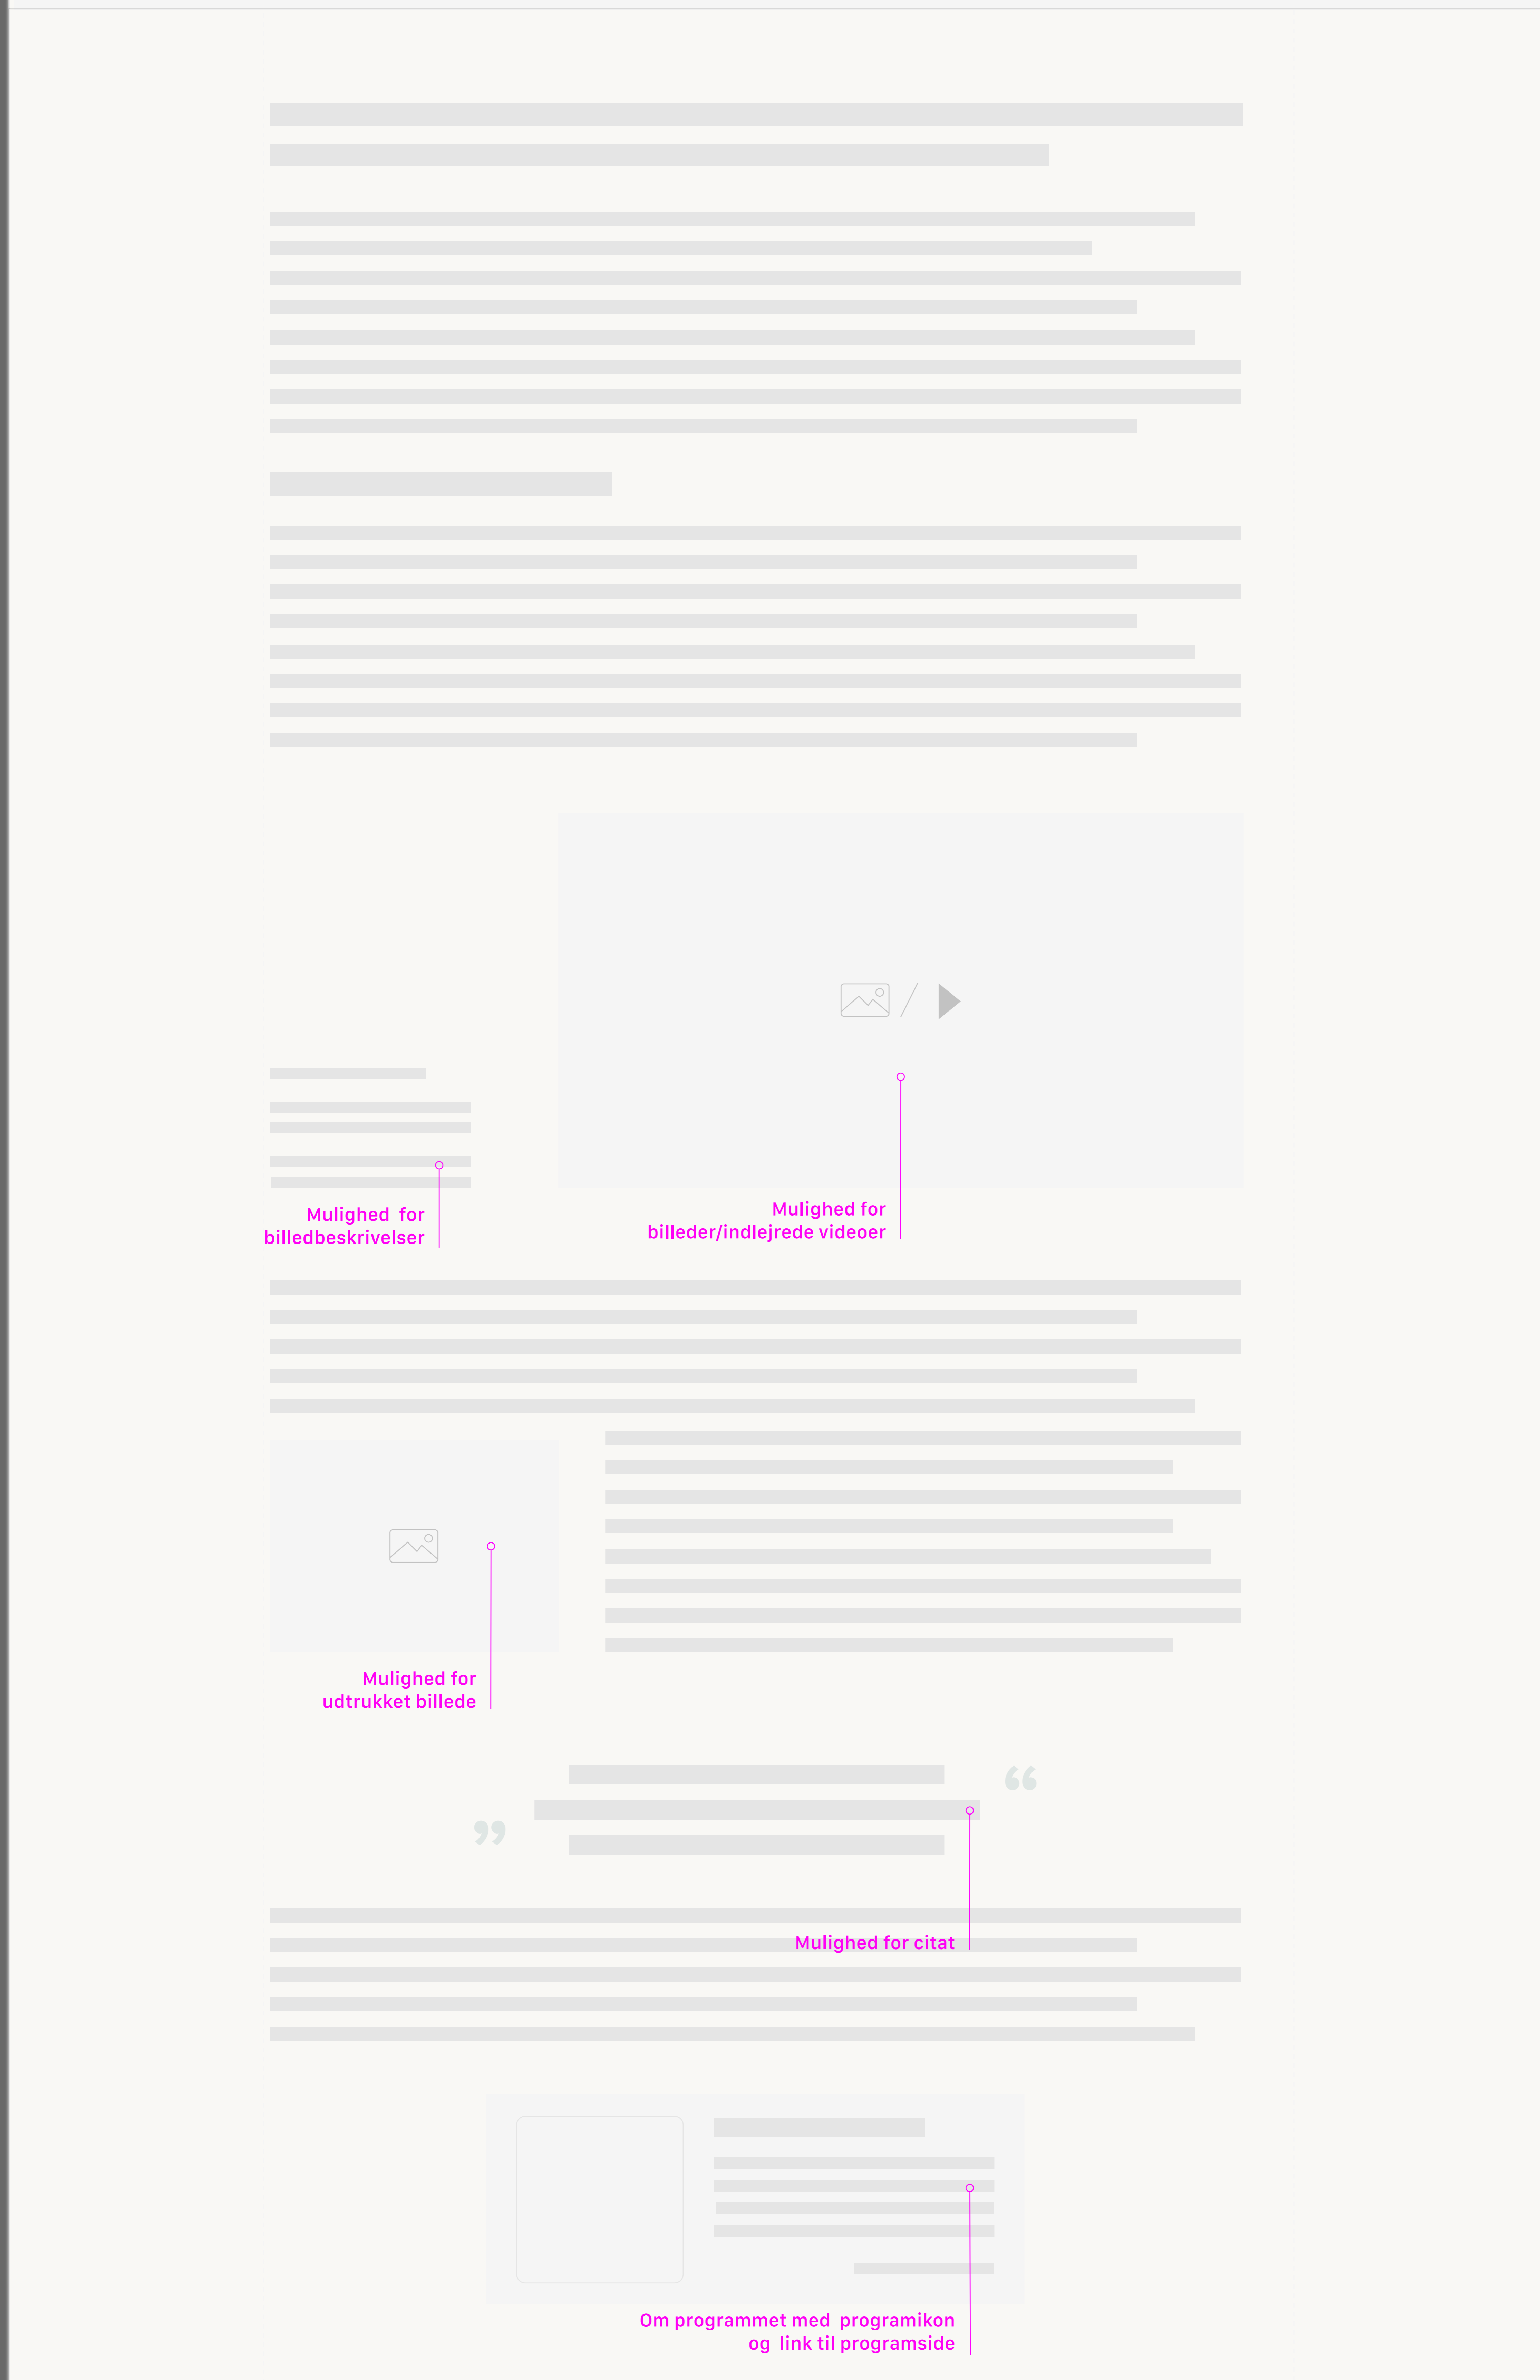 Mulighed  for
billedbeskrivelser
Mulighed for
billeder/indlejrede videoer
Mulighed for
udtrukket billede
“
”
Mulighed for citat
Om programmet med  programikon
og  link til programside